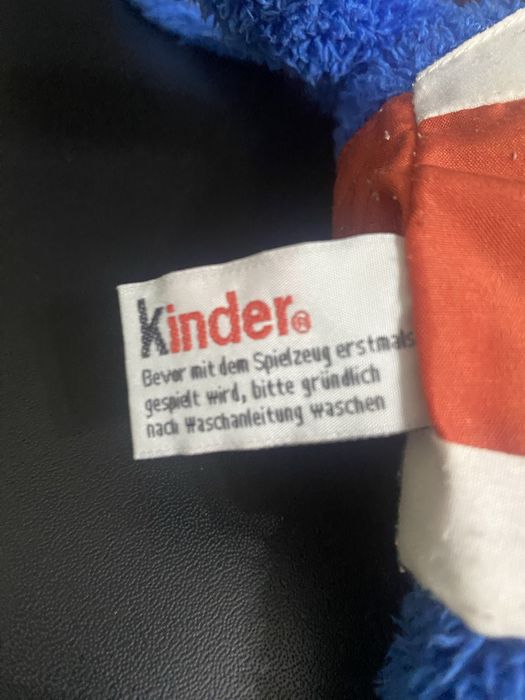 kinder®
Bevor mit dem Spielzeug erstmals
gespielt wird, bitte gründlich
nach Waschanleitung waschen